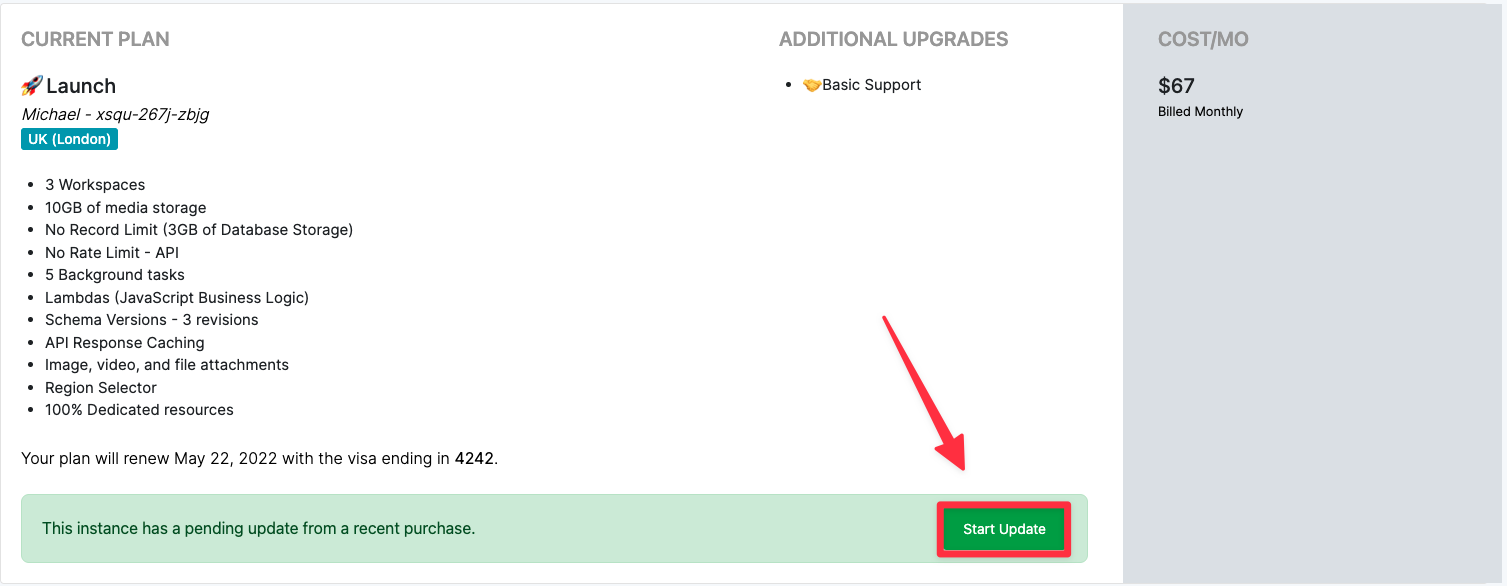 CURRENT PLAN
🚀Launch
Michael - xsqu-267j-zbjg
UK (London)
• 3 Workspaces
• 10GB of media storage
• No Record Limit (3GB of Database Storage)
• No Rate Limit - API
• 5 Background tasks
• Lambdas (JavaScript Business Logic)
• Schema Versions - 3 revisions
• API Response Caching
• Image, video, and file attachments
• Region Selector
• 100% Dedicated resources
Your plan will renew May 22, 2022 with the visa ending in 4242.
This instance has a pending update from a recent purchase.
Start Update
ADDITIONAL UPGRADES
• 🤝Basic Support
COST/MO
$67
Billed Monthly